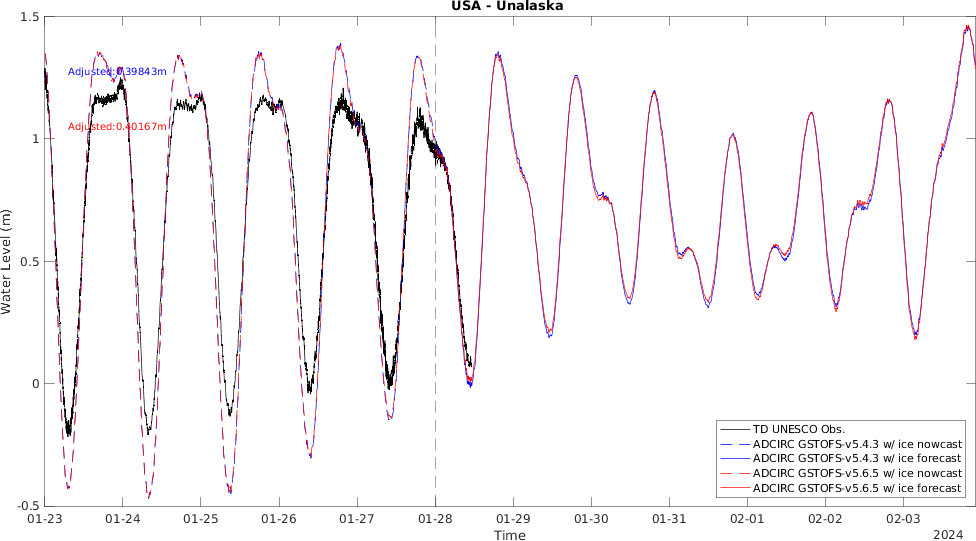 USA - Unalaska
1.5
Adjusted:0.39843m
Adjusted:0.40167m
1
0.5
0
-0.5
Water Level (m)
TD UNESCO Obs.
ADCIRC GSTOFS-v5.4.3 w/ ice nowcast
ADCIRC GSTOFS-v5.4.3 w/ ice forecast
ADCIRC GSTOFS-v5.6.5 w/ ice nowcast
ADCIRC GSTOFS-v5.6.5 w/ ice forecast
01-23 01-24 01-25 01-26 01-27 01-28 01-29 01-30 01-31 02-01 02-02 02-03
Time
2024